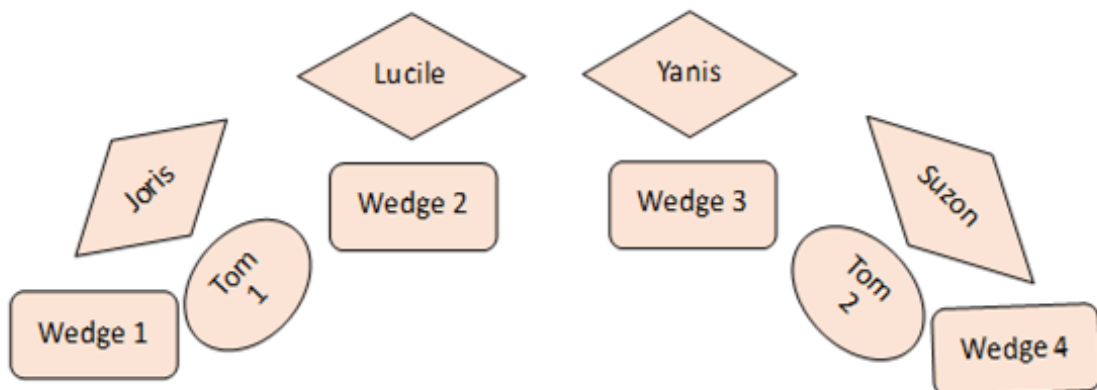 Lucile
Yanis
Joris
Suzon
Wedge 2
Wedge 3
Tom
1
Tom
2
Wedge 1
Wedge 4